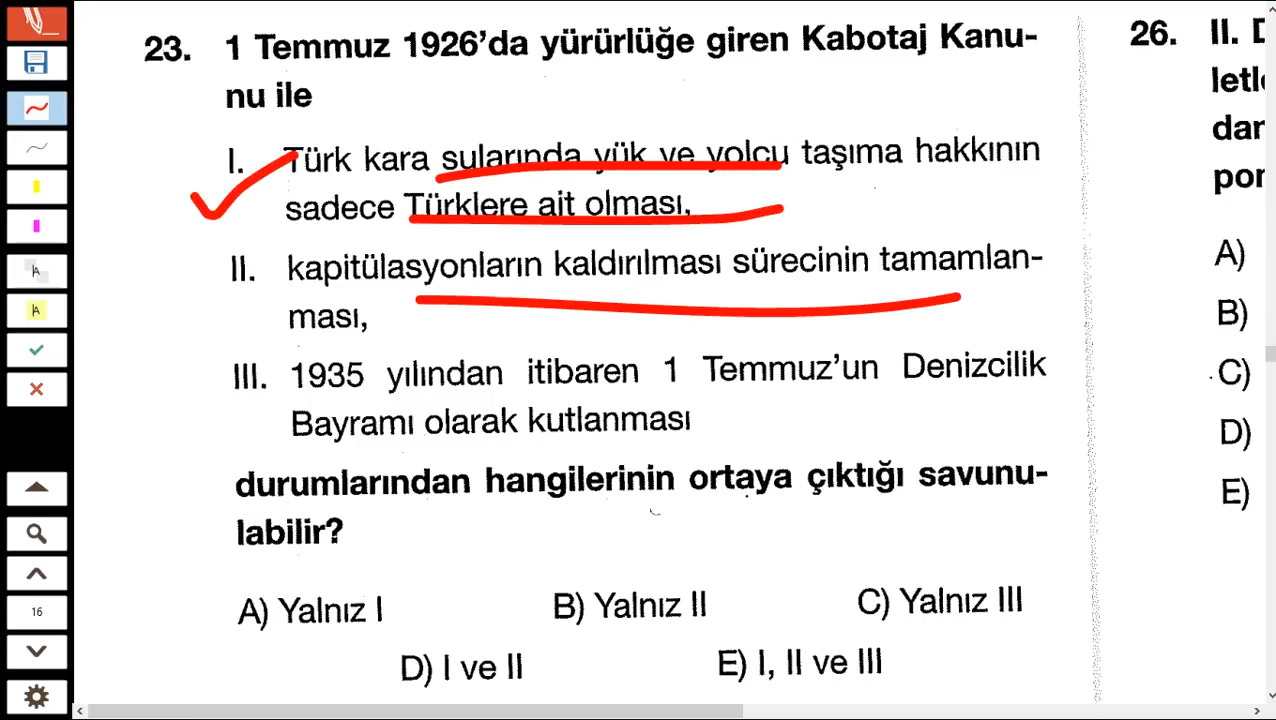 23. 1 Temmuz 1926’da yürürlüğe giren Kabotaj Kanu-
nu ile
I. Türk kara sularında yük ve yolcu taşıma hakkının
sadece Türklere ait olması,
II. kapitülasyonların kaldırılması sürecinin tamamlan-
ması,
III. 1935 yılından itibaren 1 Temmuz’un Denizcilik
Bayramı olarak kutlanması
durumlarından hangilerinin ortaya çıktığı savunu-
labilir?
A) Yalnız I B) Yalnız II C) Yalnız III
D) I ve II E) I, II ve III
26. II.
A)
B)
C)
D)
E)
A
A
16